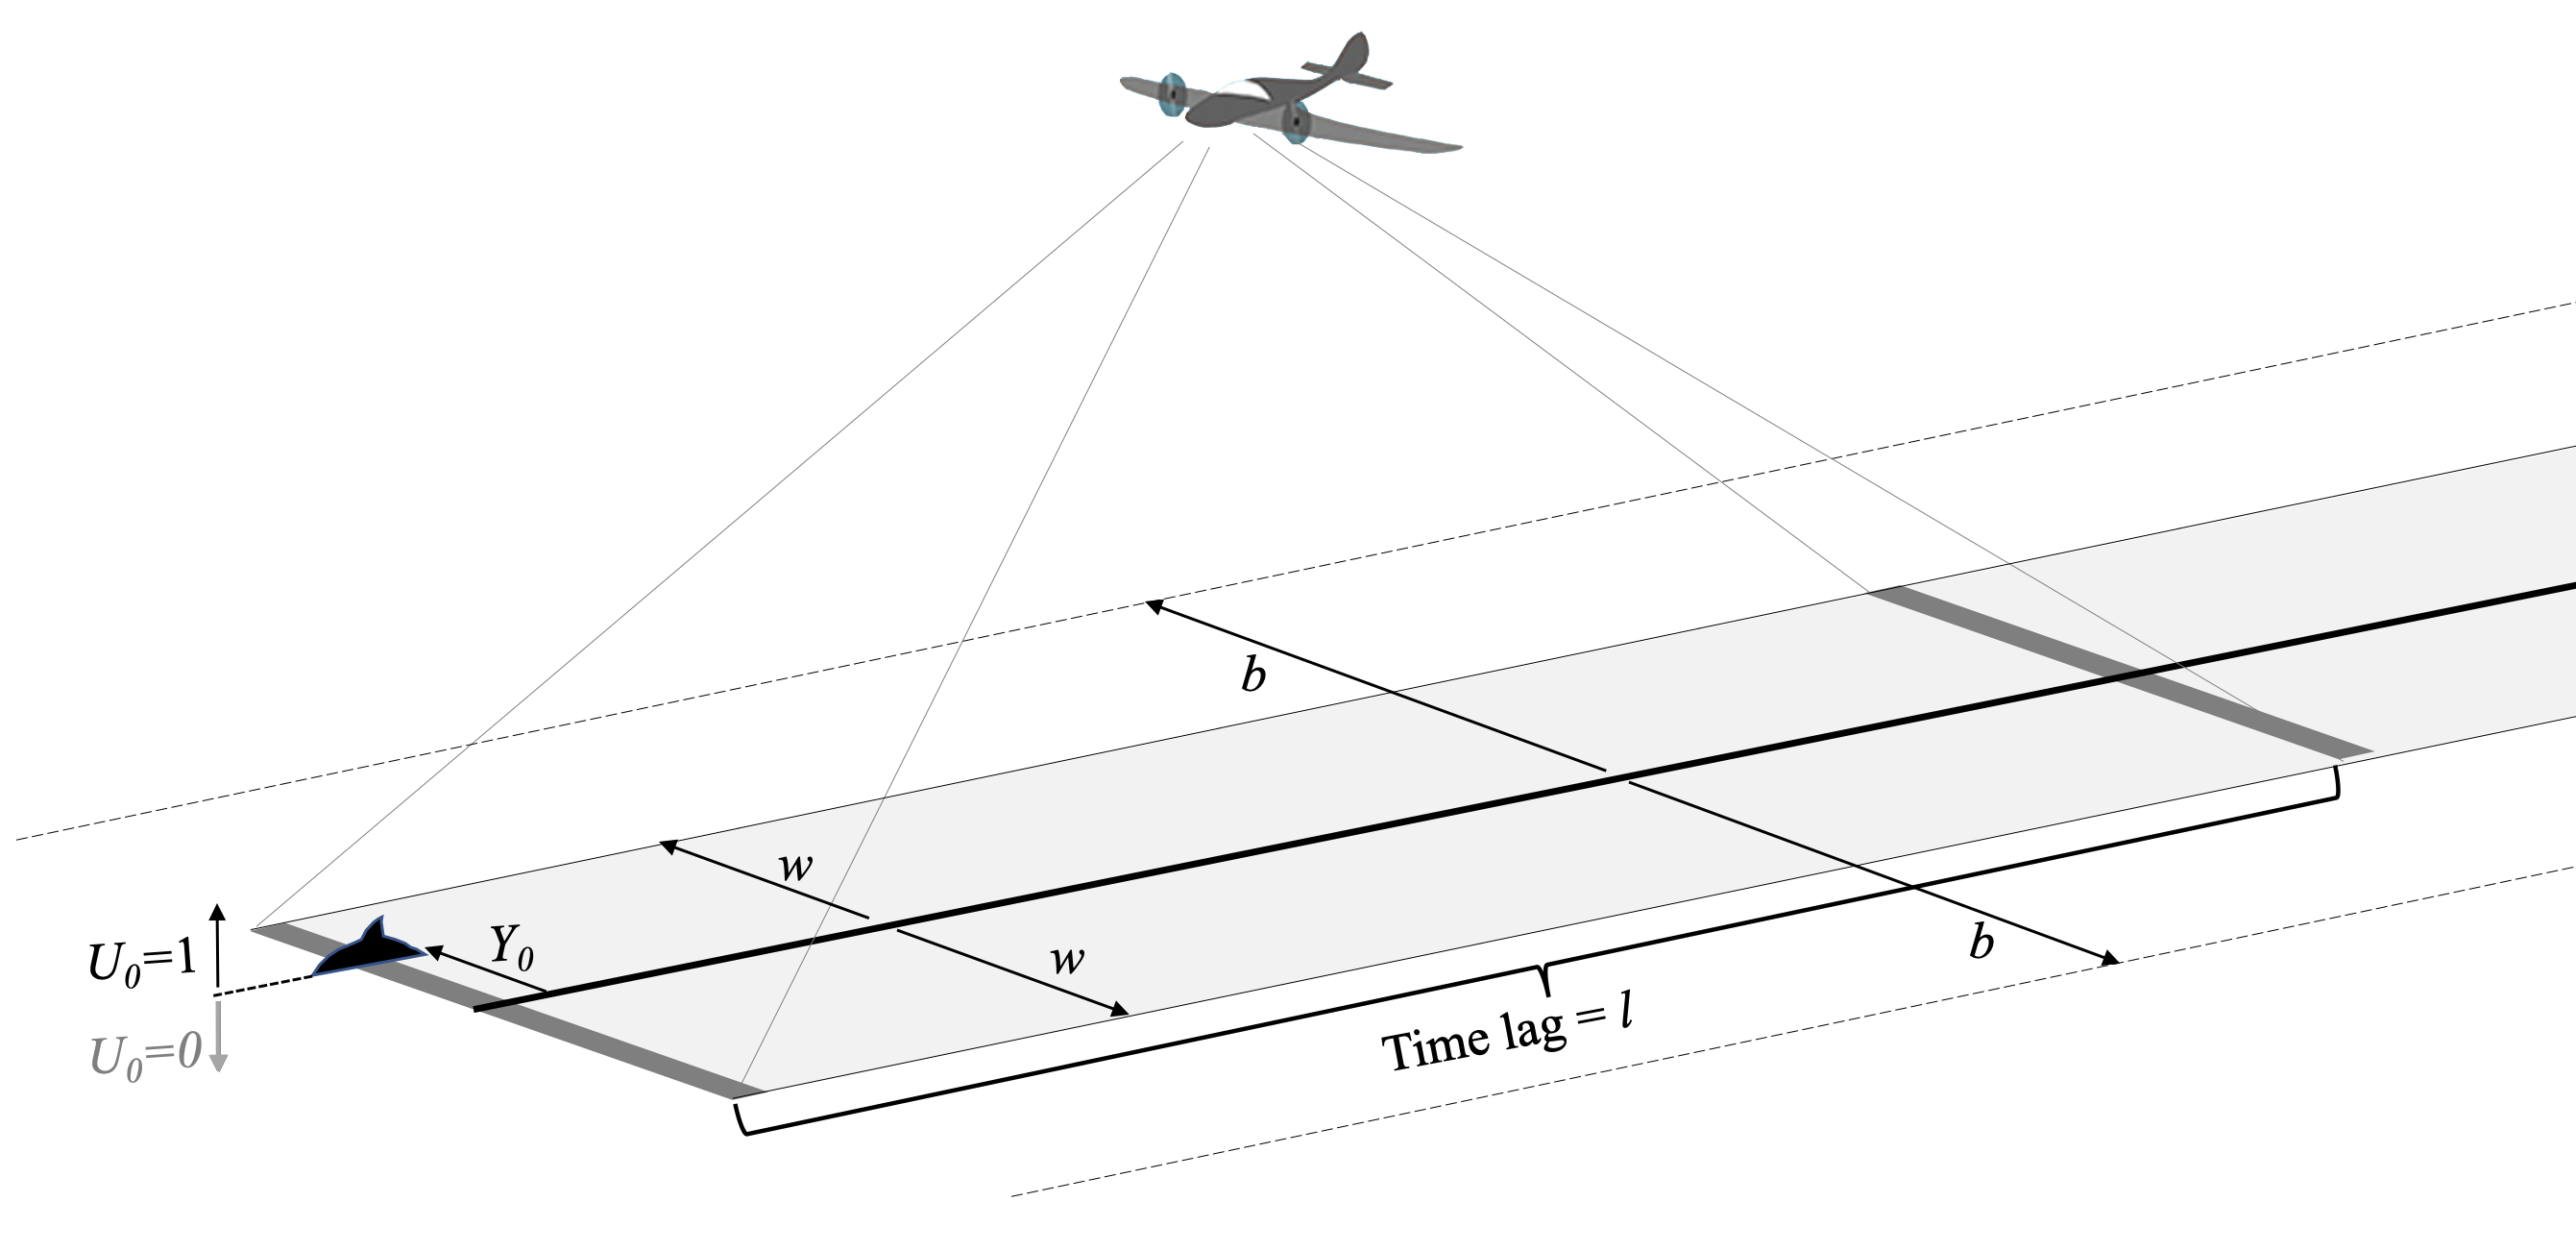 b
w
Y₀
U₀=1
w
b
U₀=0
Time lag = l